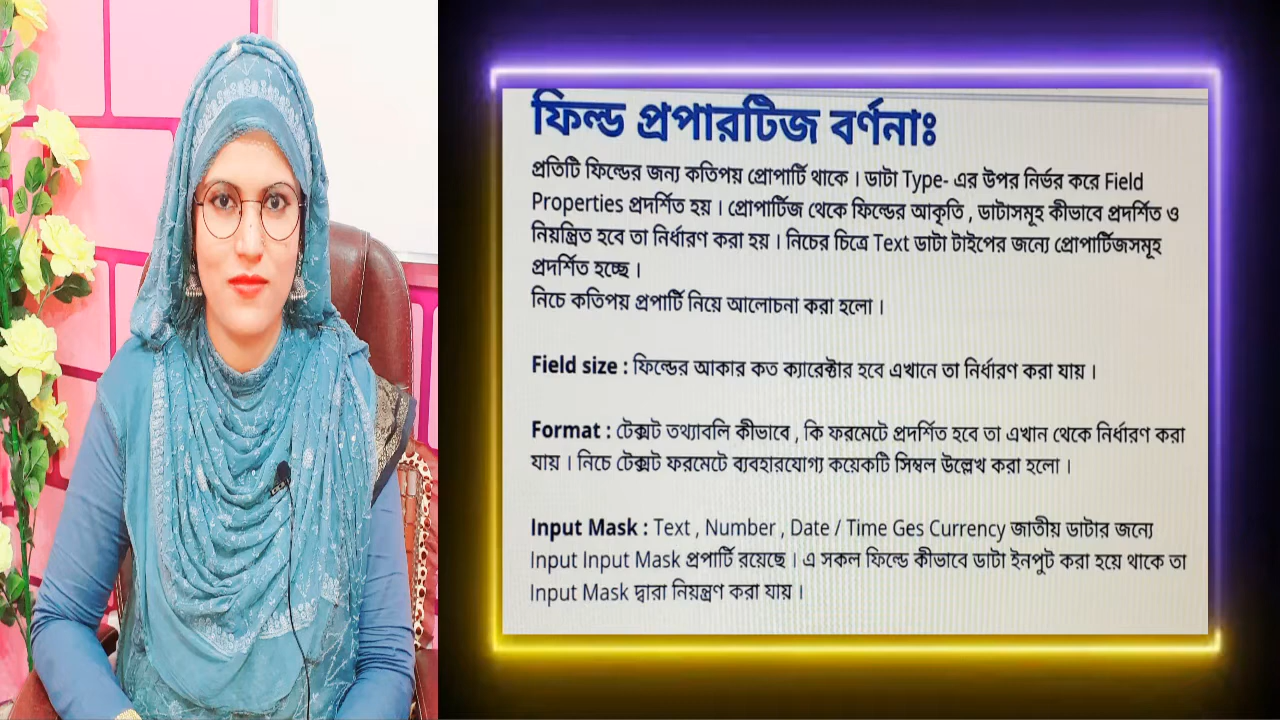 ফিল্ড প্রপারটিজ বর্ণনাঃ
প্রতিটি ফিল্ডের জন্য কতিপয় প্রোপার্টি থাকে । ডাটা Type- এর উপর নির্ভর করে Field
Properties প্রদর্শিত হয় । প্রোপার্টিজ থেকে ফিল্ডের আকৃতি , ডাটাসমূহ কীভাবে প্রদর্শিত ও
নিয়ন্ত্রিত হবে তা নির্ধারণ করা হয় । নিচের চিত্রে Text ডাটা টাইপের জন্যে প্রোপার্টিজসমূহ
প্রদর্শিত হচ্ছে ।
নিচে কতিপয় প্রপার্টি নিয়ে আলোচনা করা হলো ।
Field size : ফিল্ডের আকার কত ক্যারেক্টার হবে এখানে তা নির্ধারণ করা যায় ।
Format : টেক্সট তথ্যাবলি কীভাবে , কি ফরমেটে প্রদর্শিত হবে তা এখান থেকে নির্ধারণ করা
যায় । নিচে টেক্সট ফরমেটে ব্যবহারযোগ্য কয়েকটি সিম্বল উল্লেখ করা হলো ।
Input Mask : Text , Number , Date / Time Ges Currency জাতীয় ডাটার জন্যে
Input Input Mask প্রপার্টি রয়েছে । এ সকল ফিল্ডে কীভাবে ডাটা ইনপুট করা হয়ে থাকে তা
Input Mask দ্বারা নিয়ন্ত্রণ করা যায় ।